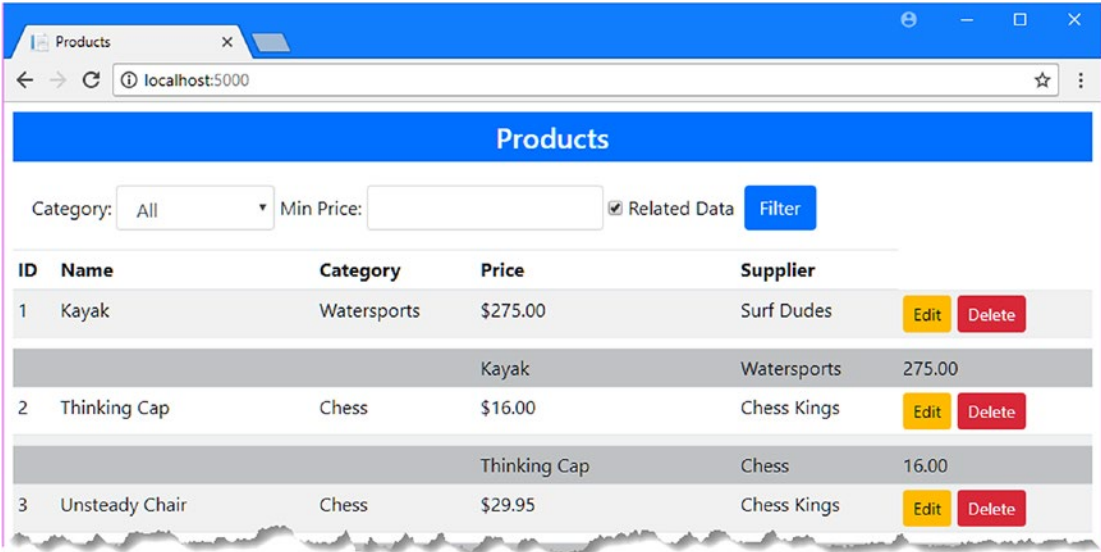 Products
localhost:5000
Products
Category: All Min Price: Related Data Filter
ID Name Category Price Supplier
1 Kayak Watersports $275.00 Surf Dudes Edit Delete
Kayak Watersports 275.00
2 Thinking Cap Chess $16.00 Chess Kings Edit Delete
Thinking Cap Chess 16.00
3 Unsteady Chair Chess $29.95 Chess Kings Edit Delete